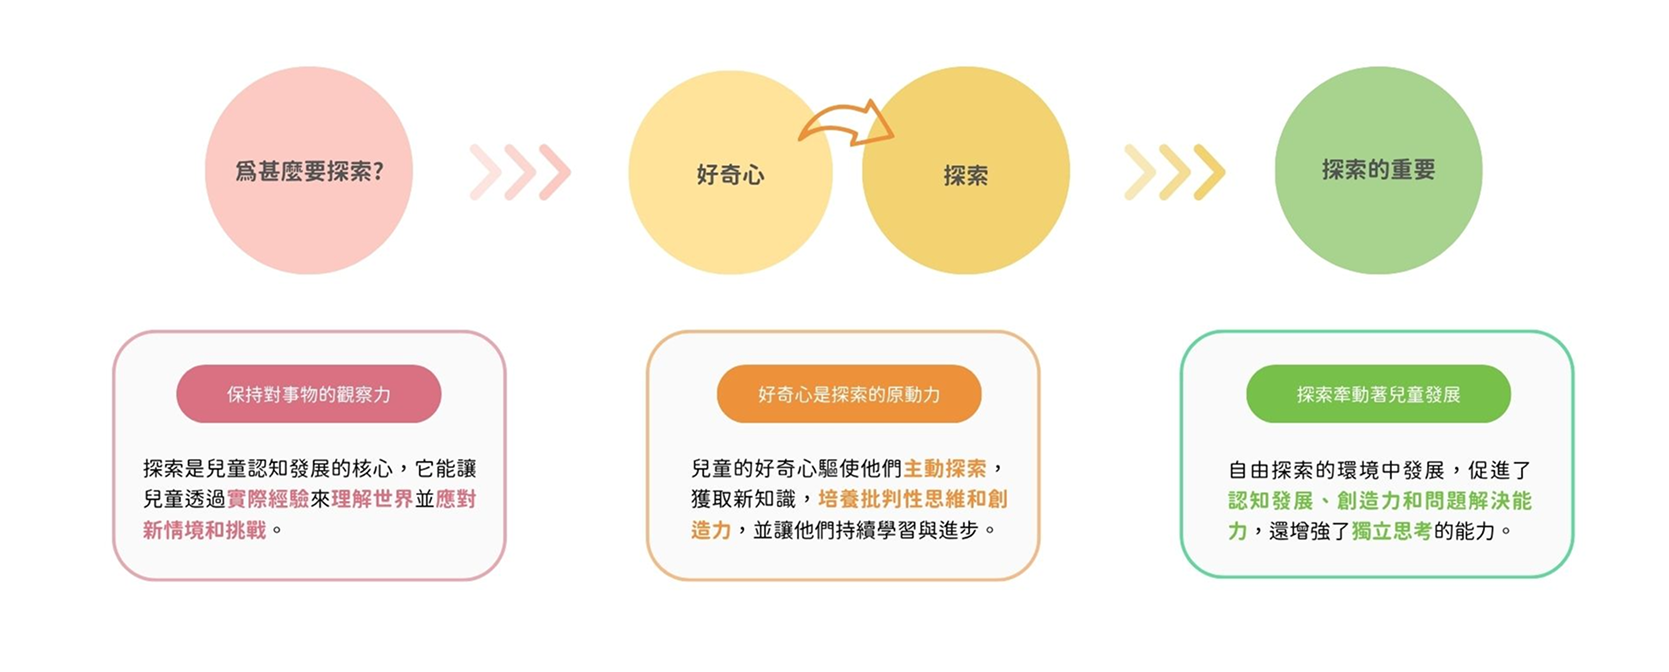 爲甚麼要探索?
好奇心
探索
探索的重要
保持對事物的觀察力
探索是兒童認知發展的核心，它能讓
兒童透過實際經驗來理解世界並應對
新情境和挑戰。
好奇心是探索的原動力
兒童的好奇心驅使他們主動探索，
獲取新知識，培養批判性思維和創
造力，並讓他們持續學習與進步。
探索牽動著兒童發展
自由探索的環境中發展，促進了
認知發展、創造力和問題解決能
力，還增強了獨立思考的能力。